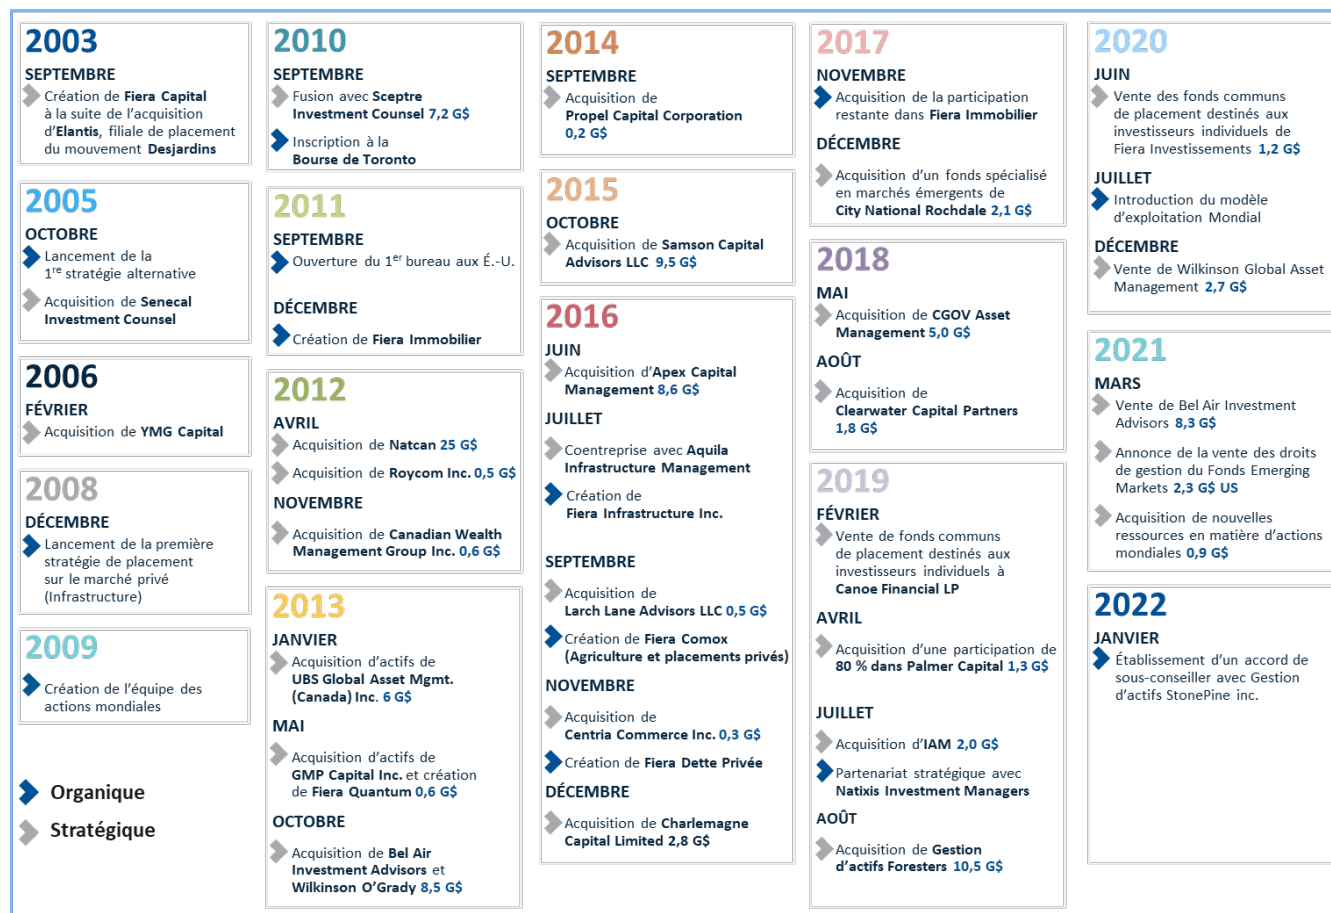 2003
SEPTEMBRE
Création de Fiera Capital
à la suite de l'acquisition
d'Elantis, filiale de placement
du mouvement Desjardins
2005
OCTOBRE
Lancement de la
1re stratégie alternative
Acquisition de Senecal
Investment Counsel
2006
FÉVRIER
Acquisition de YMG Capital
2008
DÉCEMBRE
Lancement de la première
stratégie de placement
sur le marché privé
(Infrastructure)
2009
Création de l'équipe des
actions mondiales
Organique
Stratégique
2010
SEPTEMBRE
Fusion avec Sceptre
Investment Counsel 7,2 G$
Inscription à la
Bourse de Toronto
2011
SEPTEMBRE
Ouverture du 1er bureau aux É.-U.
DÉCEMBRE
Création de Fiera Immobilier
2012
AVRIL
Acquisition de Natcan 25 G$
Acquisition de Roycom Inc. 0,5 G$
NOVEMBRE
Acquisition de Canadian Wealth
Management Group Inc. 0,6 G$
2013
JANVIER
Acquisition d'actifs de
UBS Global Asset Mgmt.
(Canada) Inc. 6 G$
MAI
Acquisition d'actifs de
GMP Capital Inc. et création
de Fiera Quantum 0,6 G$
OCTOBRE
Acquisition de Bel Air
Investment Advisors et
Wilkinson O'Grady 8,5 G$
2014
SEPTEMBRE
Acquisition de
Propel Capital Corporation
0,2 G$
2015
OCTOBRE
Acquisition de Samson Capital
Advisors LLC 9,5 G$
2016
JUIN
Acquisition d'Apex Capital
Management 8,6 G$
JUILLET
Coentreprise avec Aquila
Infrastructure Management
Création de
Fiera Infrastructure Inc.
SEPTEMBRE
Acquisition de
Larch Lane Advisors LLC 0,5 G$
Création de Fiera Comox
(Agriculture et placements privés)
NOVEMBRE
Acquisition de
Centria Commerce Inc. 0,3 G$
Création de Fiera Dette Privée
DÉCEMBRE
Acquisition de Charlemagne
Capital Limited 2,8 G$
2017
NOVEMBRE
Acquisition de la participation
restante dans Fiera Immobilier
DÉCEMBRE
Acquisition d'un fonds spécialisé
en marchés émergents de
City National Rochdale 2,1 G$
2018
MAI
Acquisition de CGOV Asset
Management 5,0 G$
AOÛT
Acquisition de
Clearwater Capital Partners
1,8 G$
2019
FÉVRIER
Vente de fonds communs
de placement destinés aux
investisseurs individuels à
Canoe Financial LP
AVRIL
Acquisition d'une participation de
80 % dans Palmer Capital 1,3 G$
JUILLET
Acquisition d'IAM 2,0 G$
Partenariat stratégique avec
Natixis Investment Managers
AOÛT
Acquisition de Gestion
d'actifs Foresters 10,5 G$
2020
JUIN
Vente des fonds communs
de placement destinés aux
investisseurs individuels de
Fiera Investissements 1,2 G$
JUILLET
Introduction du modèle
d'exploitation Mondial
DÉCEMBRE
Vente de Wilkinson Global Asset
Management 2,7 G$
2021
MARS
Vente de Bel Air Investment
Advisors 8,3 G$
Annonce de la vente des droits
de gestion du Fonds Emerging
Markets 2,3 G$ US
Acquisition de nouvelles
ressources en matière d'actions
mondiales 0,9 G$
2022
JANVIER
Établissement d'un accord de
sous-conseiller avec Gestion
d'actifs StonePine inc.